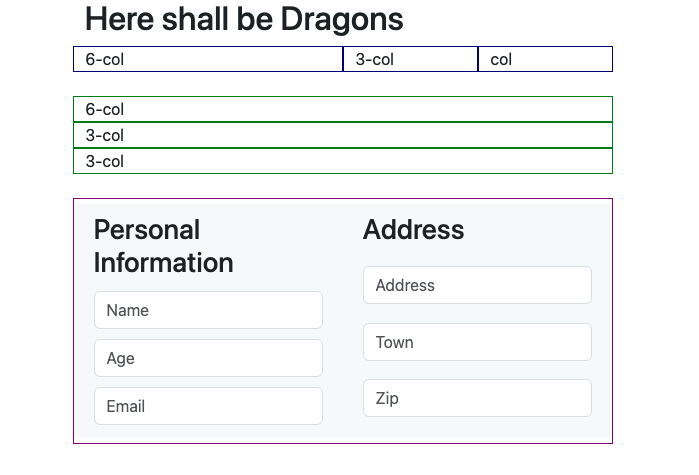 Here shall be Dragons
6-col
3-col
col
6-col
3-col
3-col
Personal
Information
Name
Age
Email
Address
Address
Town
Zip